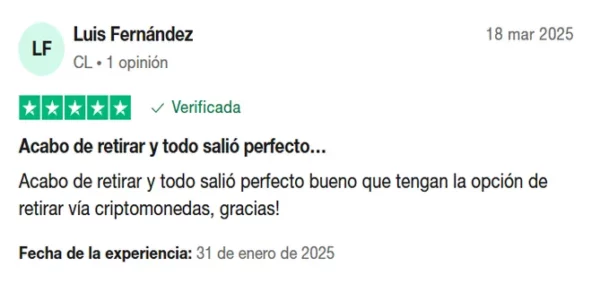 LF
Luis Fernández
18 mar 2025
CL • 1 opinión
Verificada
Acabo de retirar y todo salió perfecto...
Acabo de retirar y todo salió perfecto bueno que tengan la opción de
retirar vía criptomonedas, gracias!
Fecha de la experiencia: 31 de enero de 2025